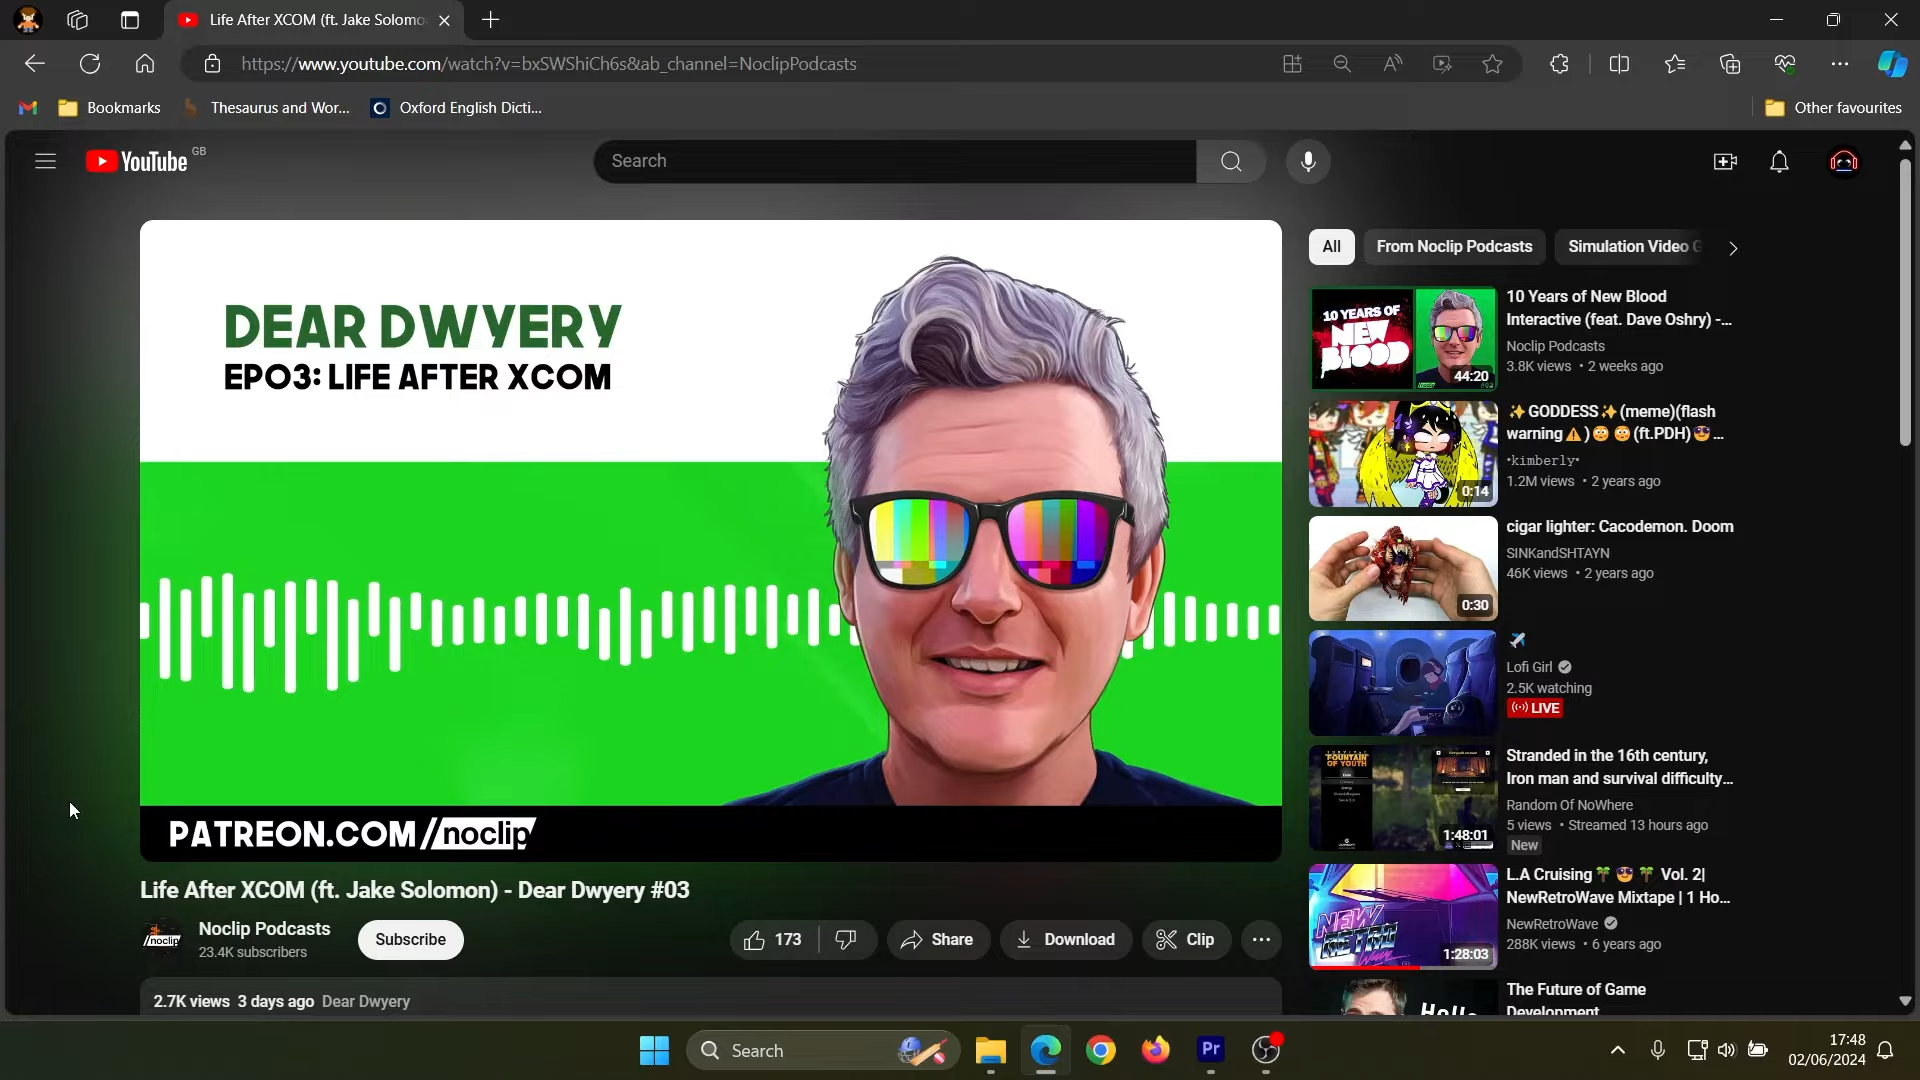 Life After XCOM (ft. Jake Solomo
https://www.youtube.com/watch?v=bxSWShiCh6s&ab_channel=NoclipPodcasts
Bookmarks
Thesaurus and Wor...
Oxford English Dicti...
Other favourites
YouTube GB
Search
DEAR DWYERY
EP03: LIFE AFTER XCOM
PATREON.COM/noclip
Life After XCOM (ft. Jake Solomon) - Dear Dwyery #03
noclip
Noclip Podcasts
23.4K subscribers
Subscribe
173
Share
Download
Clip
2.7K views 3 days ago Dear Dwyery
All
From Noclip Podcasts
Simulation Video G
10 YEARS OF
NEW
BLOOD
44:20
10 Years of New Blood
Interactive (feat. Dave Oshry) -...
Noclip Podcasts
3.8K views • 2 weeks ago
0:14
✨GODDESS✨(meme)(flash
warning⚠️)😳😳(ft.PDH)😎...
•kimberly•
1.2M views • 2 years ago
0:30
cigar lighter: Cacodemon. Doom
SINKandSHTAYN
46K views • 2 years ago
✈️
Lofi Girl
2.5K watching
LIVE
FOUNTAIN
OF YOUTH
1:48:01
Stranded in the 16th century,
Iron man and survival difficulty...
Random Of NoWhere
5 views • Streamed 13 hours ago
New
NEW
RETRO
Wave
1:28:03
L.A Cruising🌴😎🌴 Vol. 2|
NewRetroWave Mixtape | 1 Ho...
NewRetroWave
288K views • 6 years ago
Hollo
The Future of Game
Development
Search
Pr
17:48
02/06/2024